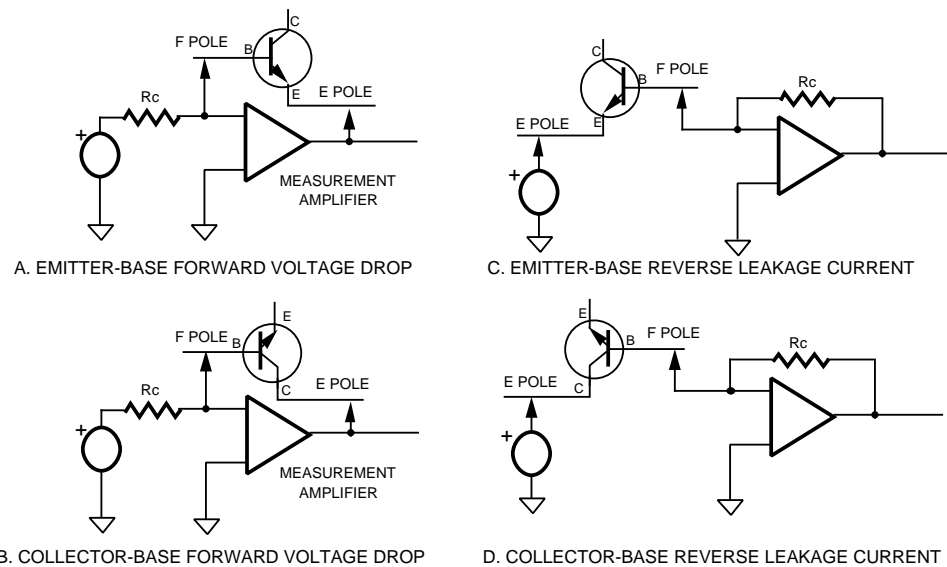 C
F POLE
B
E
E POLE
Rc
+
MEASUREMENT
AMPLIFIER
A. EMITTER-BASE FORWARD VOLTAGE DROP
C
F POLE
B
Rc
E POLE
E
+
C. EMITTER-BASE REVERSE LEAKAGE CURRENT
E
F POLE
B
C
E POLE
Rc
+
MEASUREMENT
AMPLIFIER
B. COLLECTOR-BASE FORWARD VOLTAGE DROP
E
F POLE
B
Rc
E POLE
C
+
D. COLLECTOR-BASE REVERSE LEAKAGE CURRENT